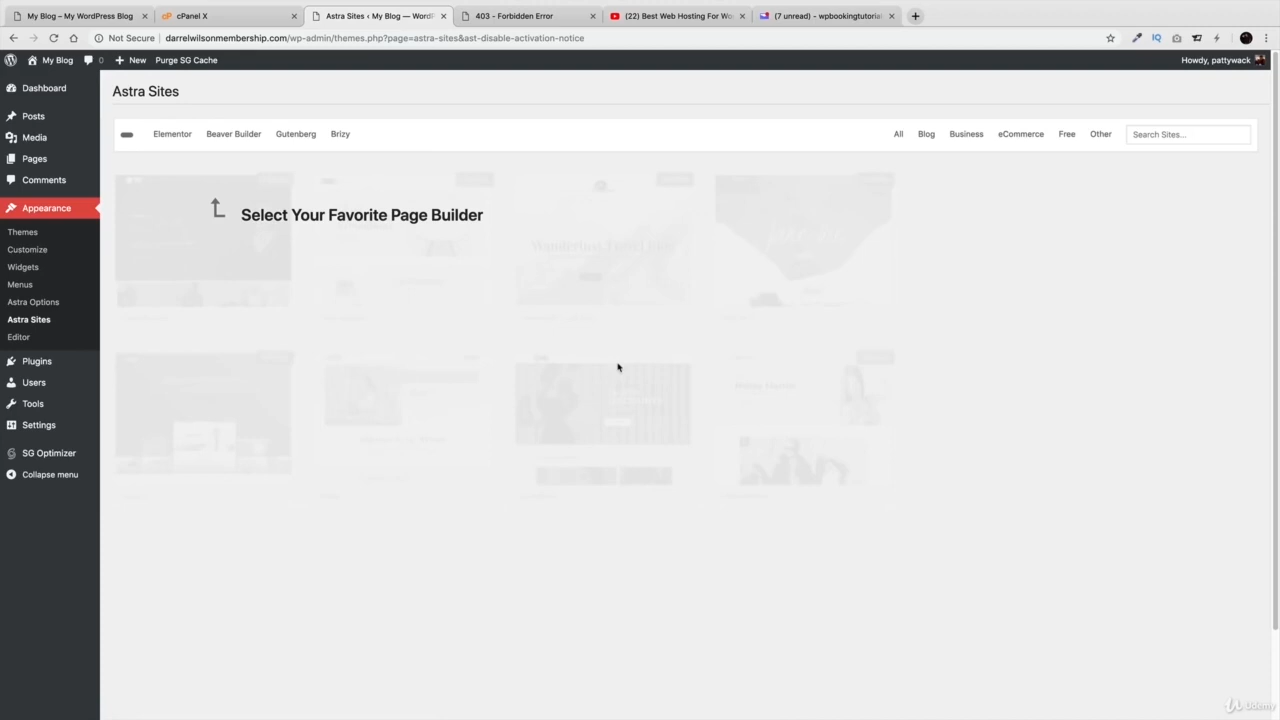 My Blog – My WordPress Blog
cPanel X
Astra Sites ‹ My Blog — WordP
403 - Forbidden Error
(22) Best Web Hosting For Wo
(7 unread) - wpbookingtutorial
Not Secure | darrelwilsonmembership.com/wp-admin/themes.php?page=astra-sites&ast-disable-activation-notice
My Blog 0 New Purge SG Cache
Howdy, pattywack
Dashboard
Posts
Media
Pages
Comments
Appearance
Themes
Customize
Widgets
Menus
Astra Options
Astra Sites
Editor
Plugins
Users
Tools
Settings
SG Optimizer
Collapse menu
Astra Sites
Elementor Beaver Builder Gutenberg Brizy
All Blog Business eCommerce Free Other Search Sites...
Select Your Favorite Page Builder
Udemy